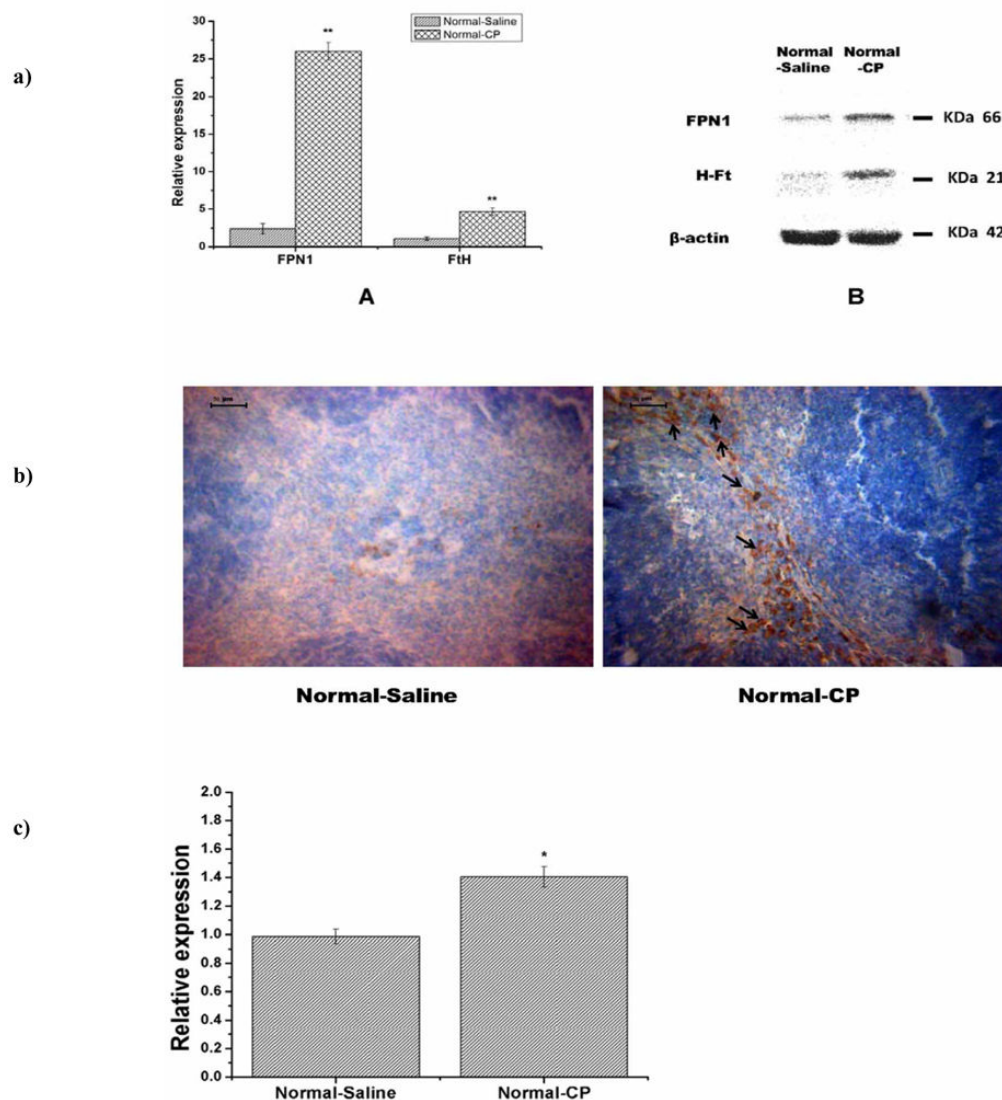 a)
30
25
20
15
10
5
0
Relative expression
Normal-Saline
Normal-CP
**
**
FPN1
FtH
A
Normal
-Saline
Normal
-CP
FPN1
KDa 66
H-Ft
KDa 21
β-actin
KDa 42
B
b)
µm
µm
Normal-Saline
Normal-CP
c)
2.0
1.8
1.6
1.4
1.2
1.0
0.8
0.6
0.4
0.2
0.0
Relative expression
*
Normal-Saline
Normal-CP